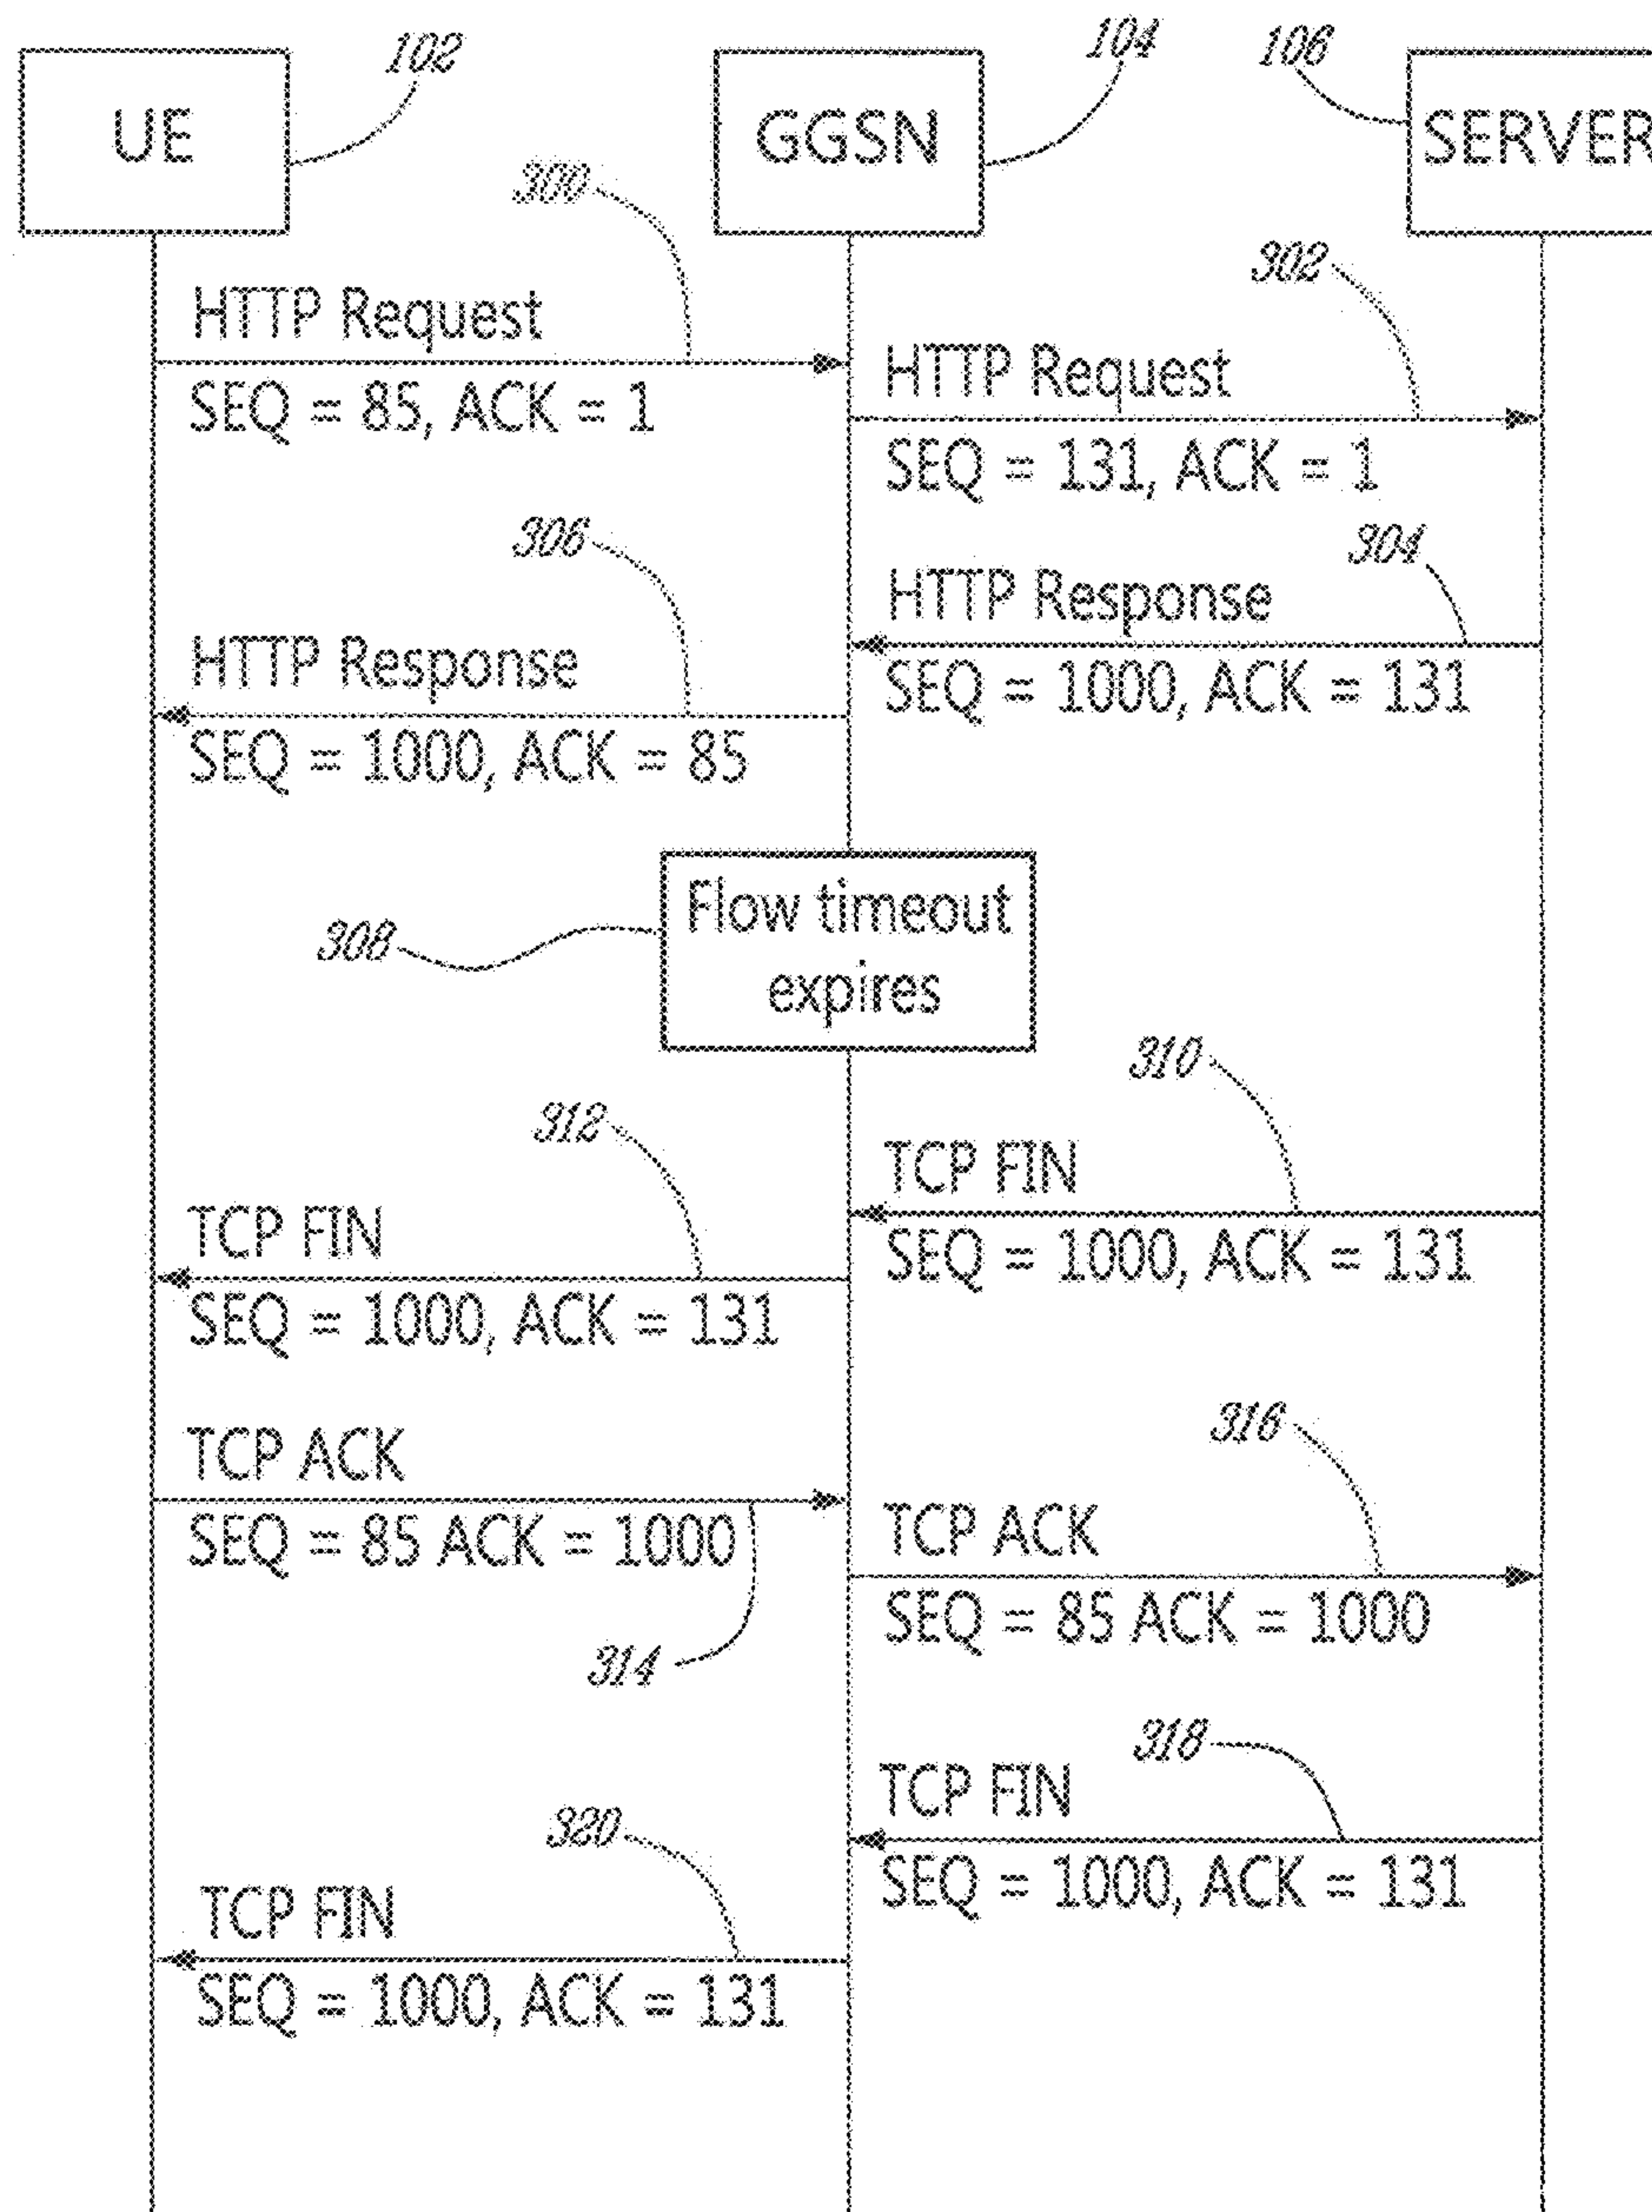 102
104
106
UE
GGSN
SERVER
300
302
HTTP Request
SEQ = 85, ACK = 1
HTTP Request
SEQ = 131, ACK = 1
306
304
HTTP Response
SEQ = 1000, ACK = 131
HTTP Response
SEQ = 1000, ACK = 85
308
Flow timeout
expires
310
312
TCP FIN
SEQ = 1000, ACK = 131
TCP FIN
SEQ = 1000, ACK = 131
316
TCP ACK
SEQ = 85 ACK = 1000
314
TCP ACK
SEQ = 85 ACK = 1000
318
TCP FIN
SEQ = 1000, ACK = 131
320
TCP FIN
SEQ = 1000, ACK = 131